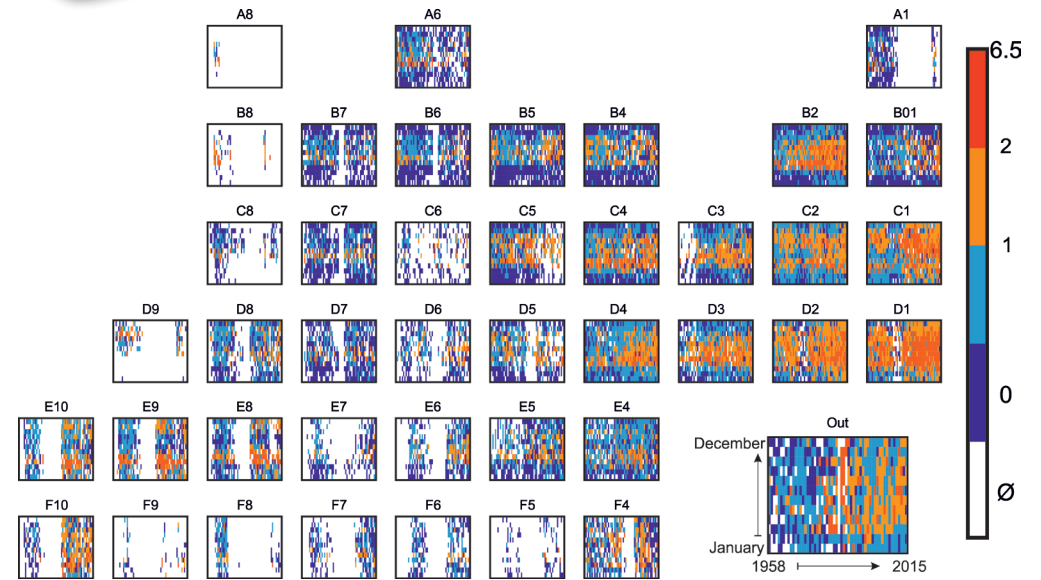 A8 A6 A1
6.5
B8 B7 B6 B5 B4 B2 B01
2
C8 C7 C6 C5 C4 C3 C2 C1
1
D9 D8 D7 D6 D5 D4 D3 D2 D1
0
E10 E9 E8 E7 E6 E5 E4
Out
December
Ø
F10 F9 F8 F7 F6 F5 F4
January
1958 2015